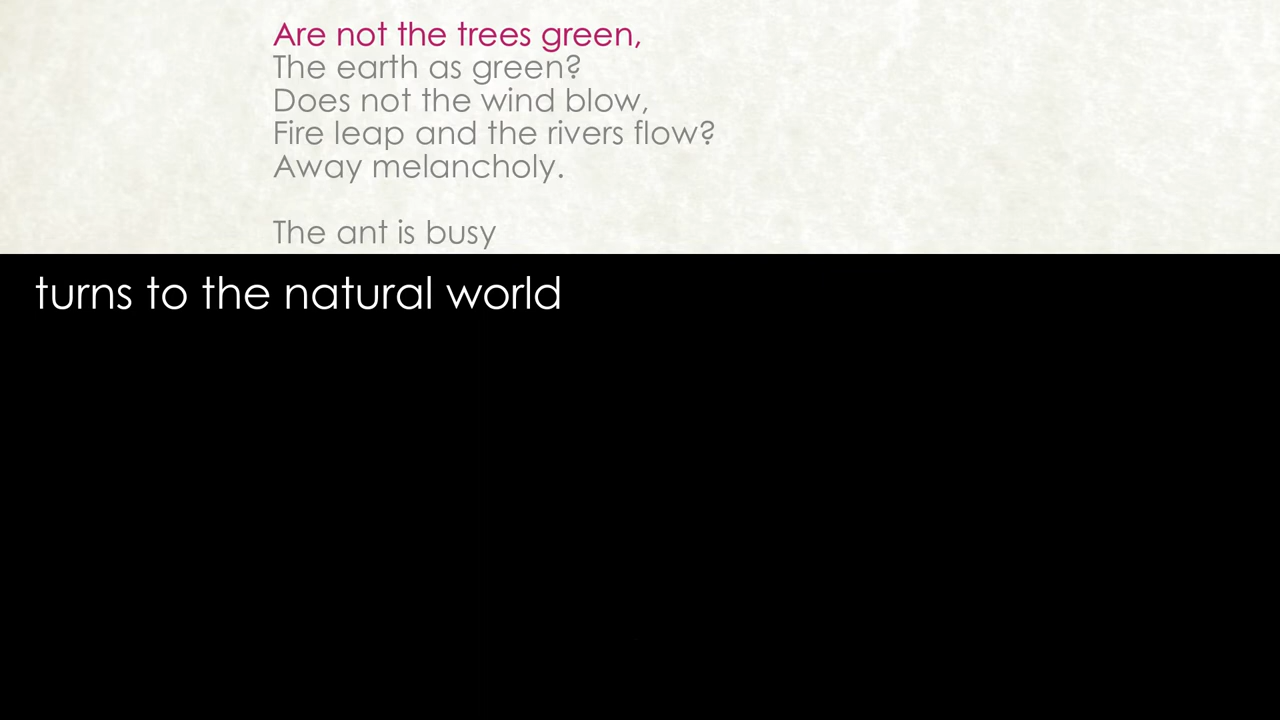 Are not the trees green,
The earth as green?
Does not the wind blow,
Fire leap and the rivers flow?
Away melancholy.
The ant is busy
turns to the natural world